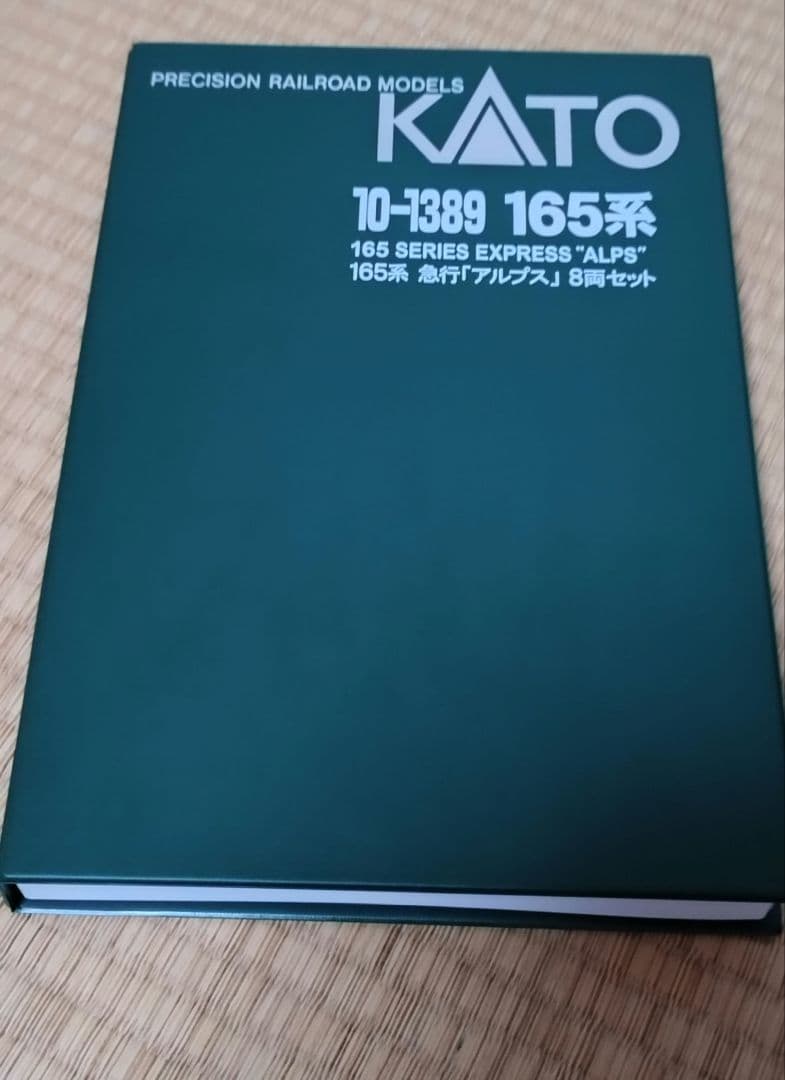 PRECISION RAILROAD MODELS
KATO
10-1389 165系
165 SERIES EXPRESS "ALPS"
165系 急行「アルプス」 8両セット